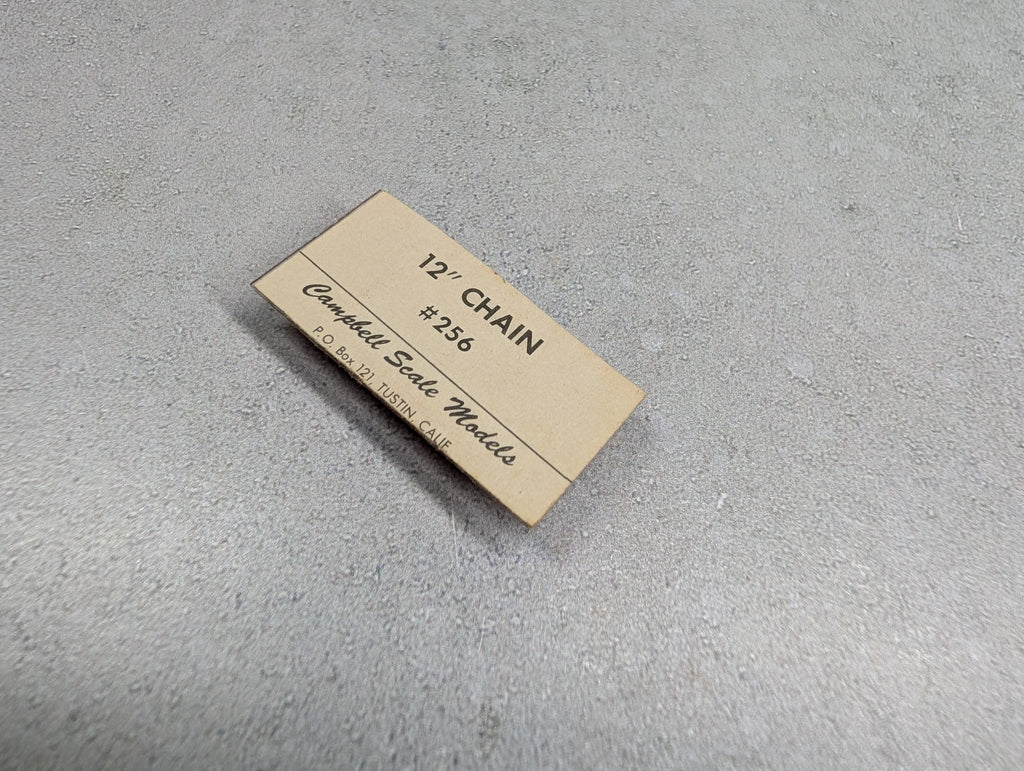 12" CHAIN
#256
Campbell Scale Models
P.O. Box 121, TUSTIN, CALIF